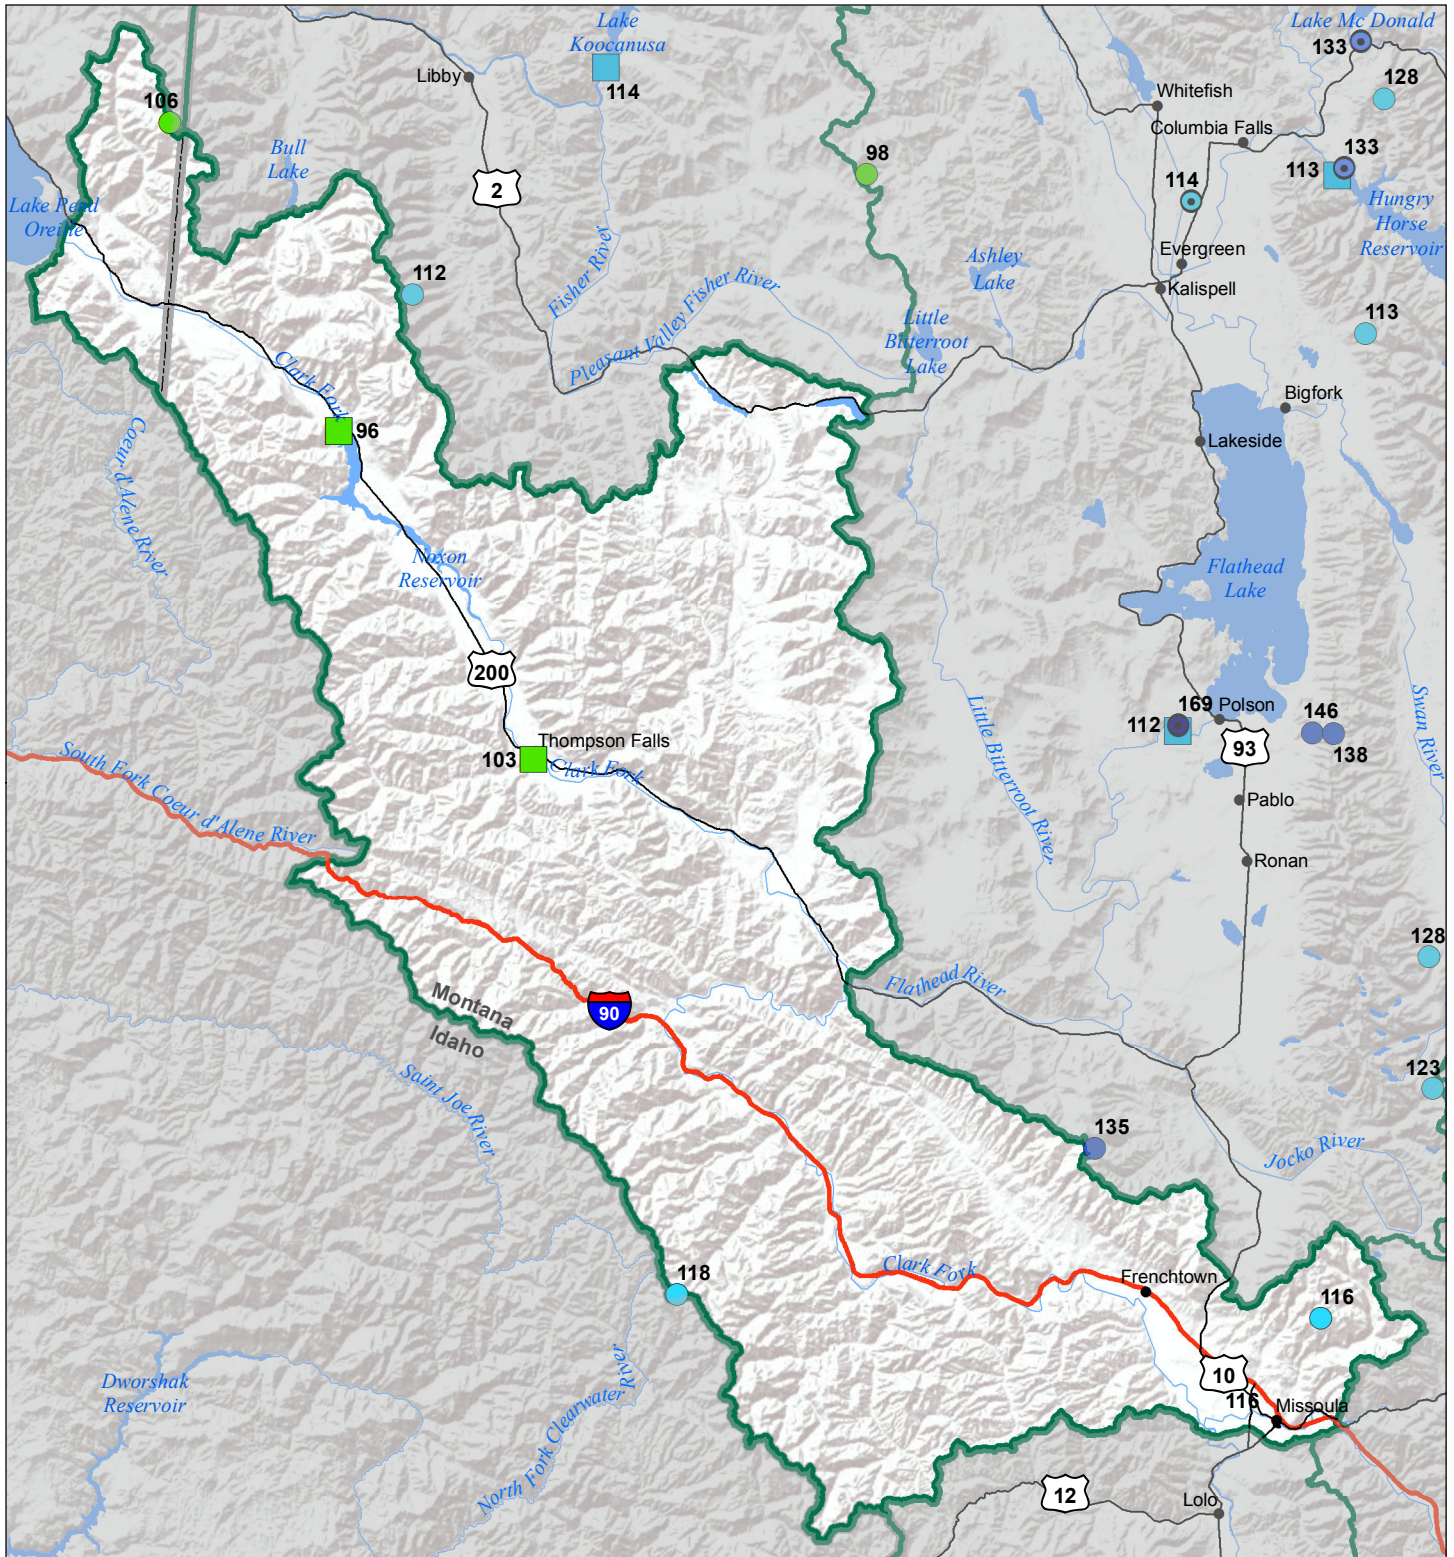 Lake
Koocanusa
Lake Mc Donald
133
Libby
114
128
Whitefish
106
Columbia Falls
Bull
Lake
98
133
113
2
114
Hungry
Horse
Reservoir
Lake Pend
Oreille
Fisher River
Evergreen
Ashley
Lake
112
Pleasant Valley Fisher River
Kalispell
Little
Bitterroot
Lake
113
Clark Fork
Bigfork
96
Lakeside
Coeur d'Alene River
Noxon
Reservoir
Flathead
Lake
200
Little Bitterroot River
Swan River
169
Polson
112
146
138
93
Thompson Falls
103
Clark Fork
South Fork Coeur d'Alene River
Pablo
Ronan
128
Flathead River
Montana
90
Idaho
Saint Joe River
123
135
Jocko River
Clark Fork
Frenchtown
118
116
North Fork Clearwater River
10
Dworshak
Reservoir
116
Missoula
12
Lolo